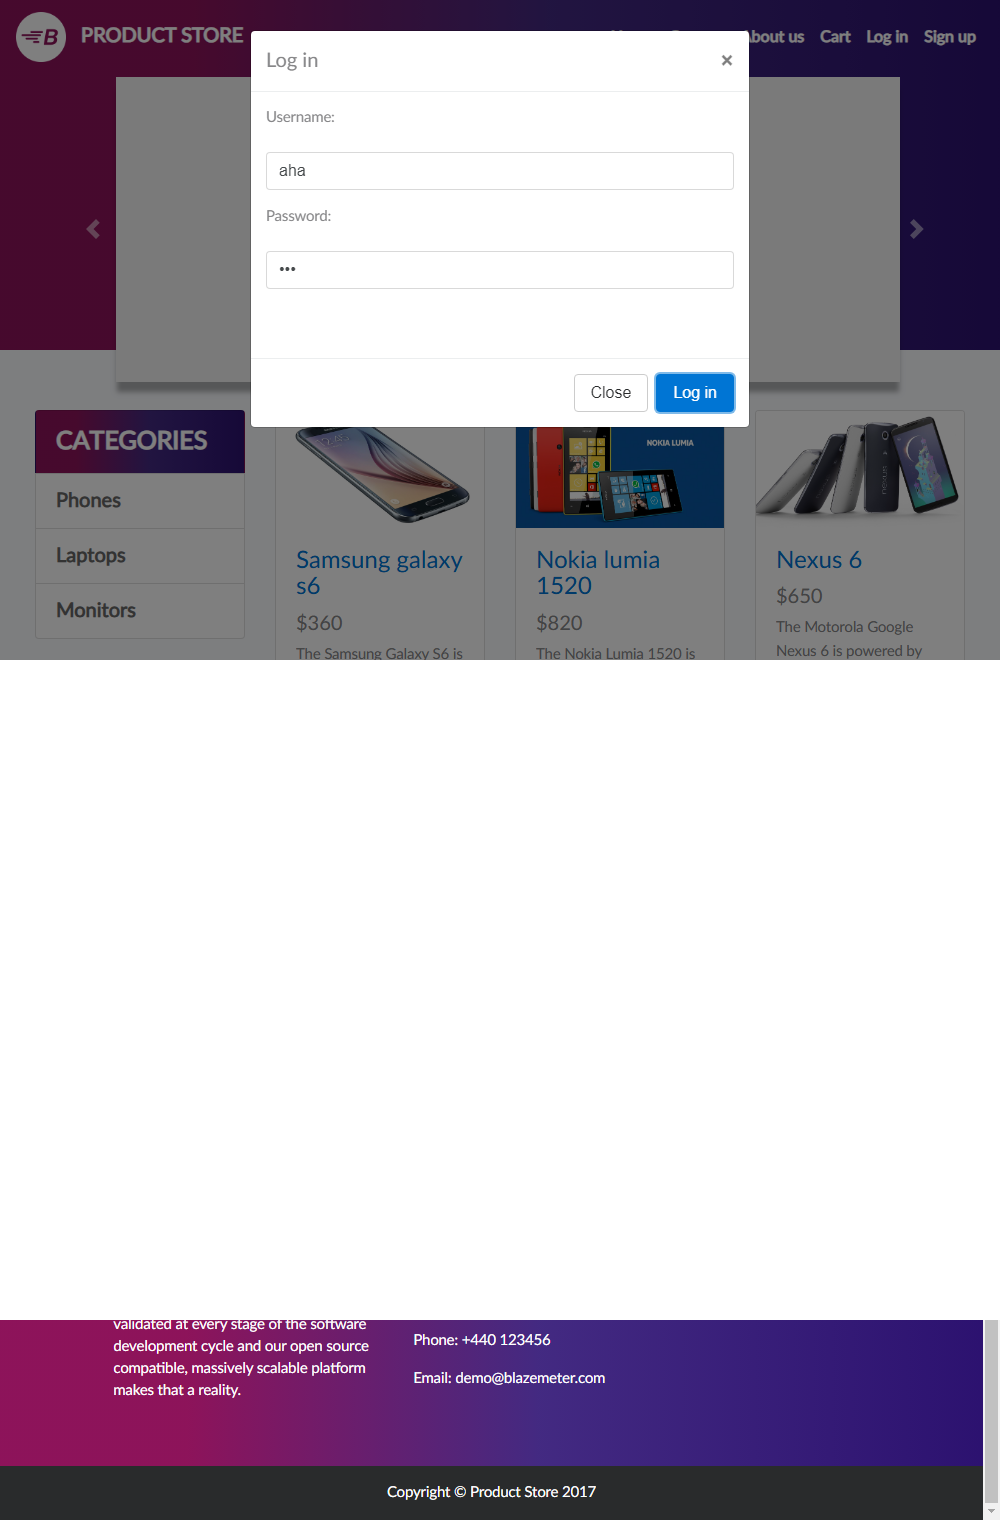 PRODUCT STORE
About us
Cart
Log in
Sign up
Log in
×
Username:
aha
Password:
•••
Close
Log in
CATEGORIES
Phones
Laptops
Monitors
Samsung galaxy
s6
$360
The Samsung Galaxy S6 is
NOKIA LUMIA
Nokia lumia
1520
$820
The Nokia Lumia 1520 is
Nexus 6
$650
The Motorola Google
Nexus 6 is powered by
validated at every stage of the software
development cycle and our open source
compatible, massively scalable platform
makes that a reality.
Phone: +440 123456
Email: demo@blazemeter.com
Copyright © Product Store 2017